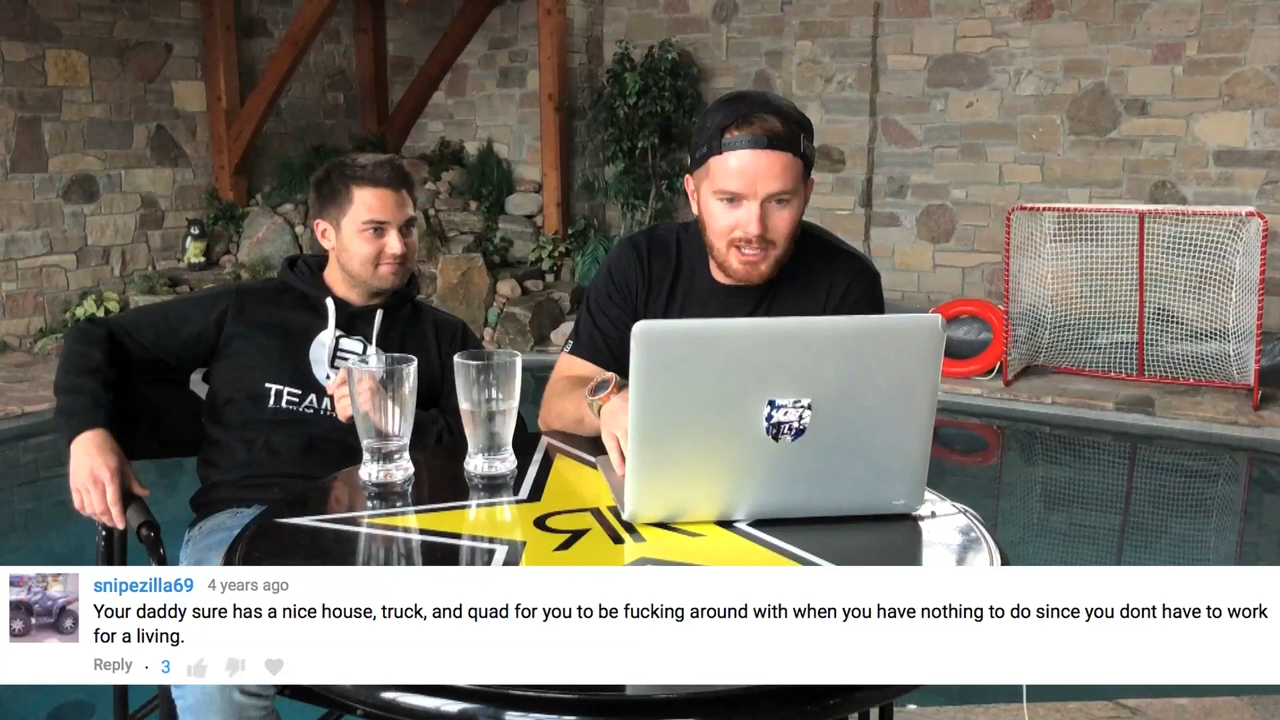 TEAM
snipezilla69 4 years ago
Your daddy sure has a nice house, truck, and quad for you to be fucking around with when you have nothing to do since you dont have to work
for a living.
Reply · 3